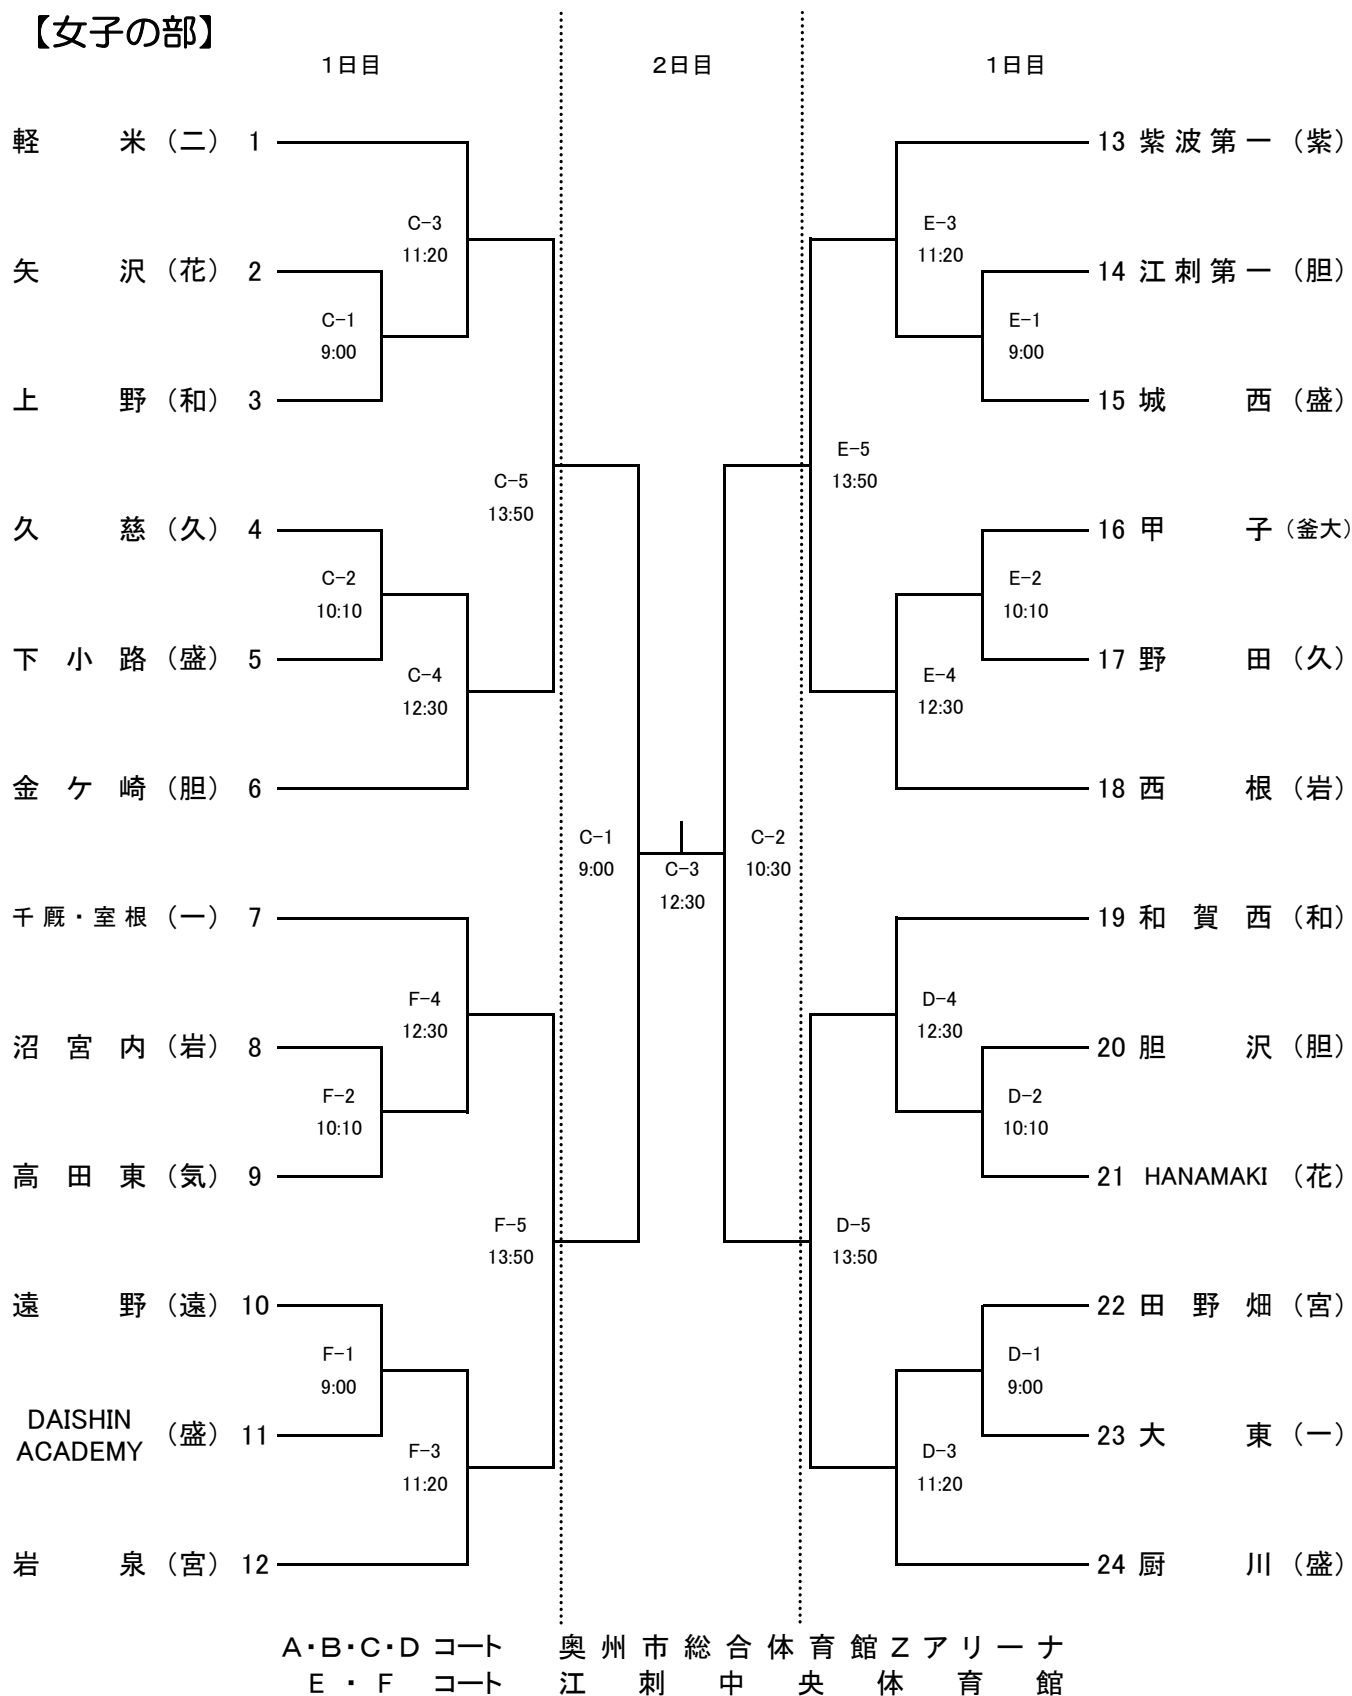 【女子の部】
1日目 2日目 1日目
軽米（二） 1
矢沢（花） 2
上野（和） 3
久慈（久） 4
下小路（盛） 5
金ケ崎（胆） 6
千厩・室根（一） 7
沼宮内（岩） 8
高田東（気） 9
遠野（遠） 10
DAISHIN
ACADEMY （盛） 11
岩泉（宮） 12
C-3
11:20
C-1
9:00
C-5
13:50
C-2
10:10
C-4
12:30
F-4
12:30
F-2
10:10
F-5
13:50
F-1
9:00
F-3
11:20
C-1
9:00
C-3
12:30
C-2
10:30
E-3
11:20
E-1
9:00
E-5
13:50
E-2
10:10
E-4
12:30
D-4
12:30
D-2
10:10
D-5
13:50
D-1
9:00
D-3
11:20
13 紫波第一（紫）
14 江刺第一（胆）
15 城西（盛）
16 甲子（釜大）
17 野田（久）
18 西根（岩）
19 和賀西（和）
20 胆沢（胆）
21 HANAMAKI （花）
22 田野畑（宮）
23 大東（一）
24 厨川（盛）
A・B・C・D コート 奥州市総合体育館Zアリーナ
E・F コート 江刺中央体育館